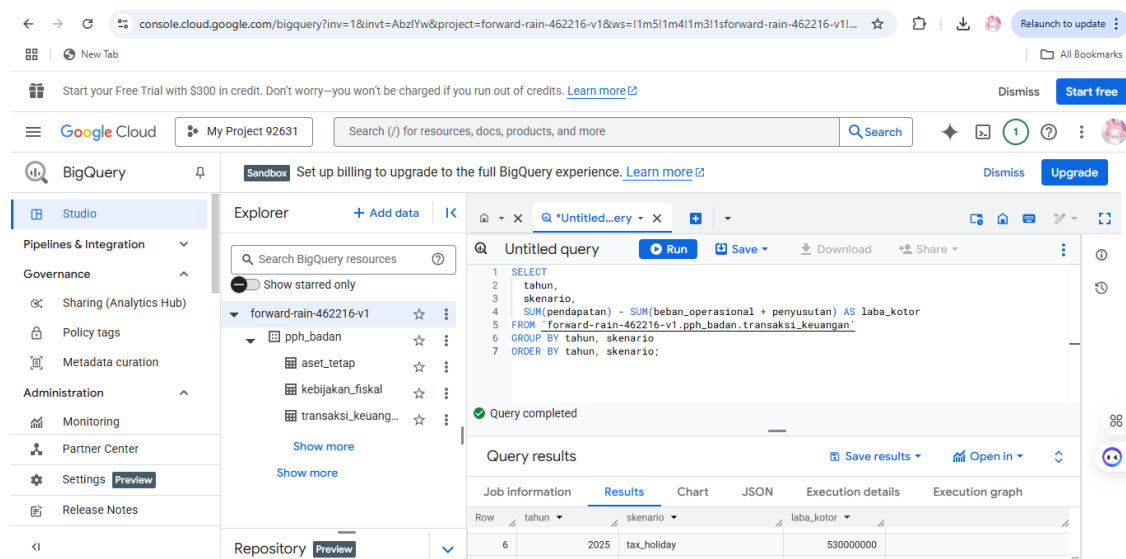 console.cloud.google.com/bigquery?inv=1&invt=AbzlYw&project=forward-rain-462216-v1&ws=!1m5!1m4!1m3!1sforward-rain-462216-v1!...
Relaunch to update
New Tab
All Bookmarks
Start your Free Trial with $300 in credit. Don't worry—you won't be charged if you run out of credits. Learn more
Dismiss
Start free
Google Cloud
My Project 92631
Search (/) for resources, docs, products, and more
Search
1
BigQuery
Sandbox Set up billing to upgrade to the full BigQuery experience. Learn more
Dismiss
Upgrade
Studio
Pipelines & Integration
Governance
Sharing (Analytics Hub)
Policy tags
Metadata curation
Administration
Monitoring
Partner Center
Settings Preview
Release Notes
Explorer
+ Add data
Search BigQuery resources
Show starred only
forward-rain-462216-v1
pph_badan
aset_tetap
kebijakan_fiskal
transaksi_keuang...
Show more
Show more
Repository Preview
*Untitled...ery
Untitled query
Run
Save
Download
Share
1 SELECT
2 tahun,
3 skenario,
4 SUM(pendapatan) - SUM(beban_operasional + penyusutan) AS laba_kotor
5 FROM `forward-rain-462216-v1.pph_badan.transaksi_keuangan`
6 GROUP BY tahun, skenario
7 ORDER BY tahun, skenario;
Query completed
Query results
Save results
Open in
Job information Results Chart JSON Execution details Execution graph
Row tahun skenario laba_kotor
6 2025 tax_holiday 530000000